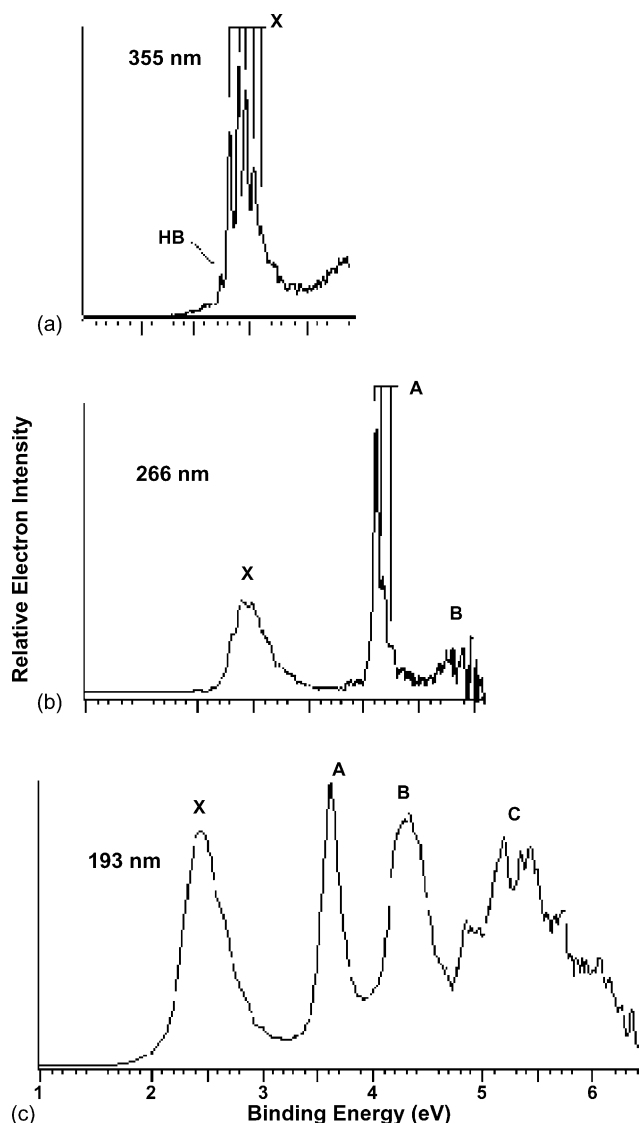 X
355 nm
HB
(a)
A
266 nm
X
B
(b)
Relative Electron Intensity
A
X
B
C
193 nm
1 2 3 4 5 6
(c)
Binding Energy (eV)